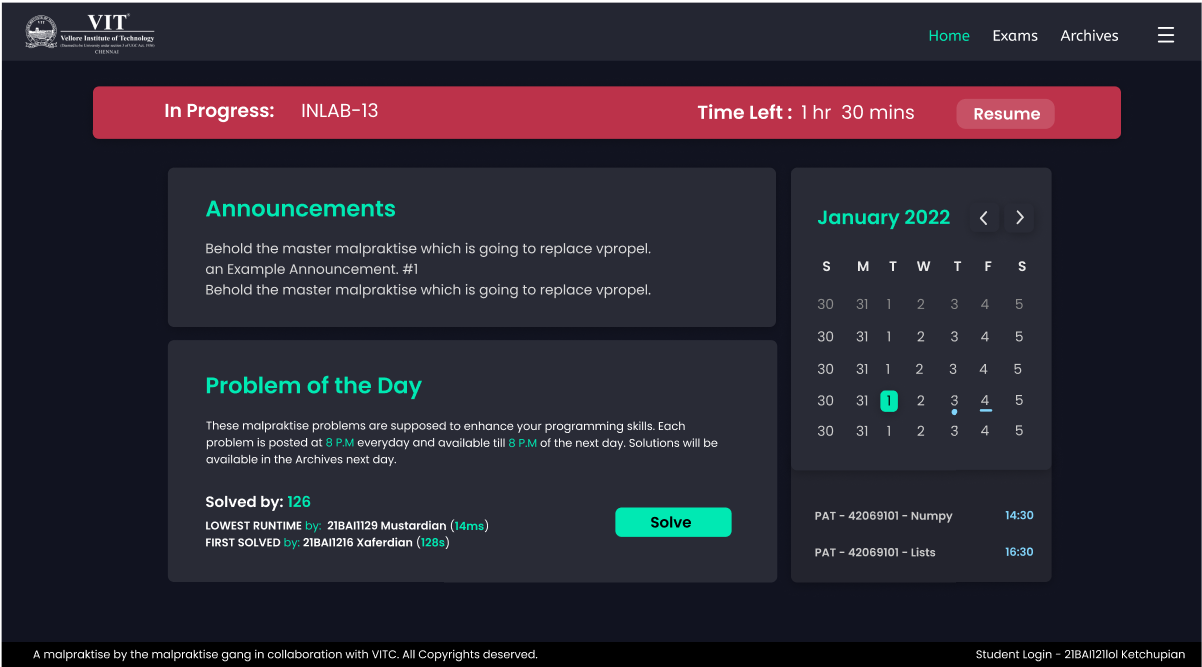 VIT
Vellore Institute of Technology
(Deemed to be University under section 3 of UGC Act, 1956)
CHENNAI
Home Exams Archives
In Progress: INLAB-13 Time Left : 1 hr 30 mins Resume
Announcements
Behold the master malpraktise which is going to replace vpropel.
an Example Announcement. #1
Behold the master malpraktise which is going to replace vpropel.
Problem of the Day
These malpraktise problems are supposed to enhance your programming skills. Each
problem is posted at 8 P.M everyday and available till 8 P.M of the next day. Solutions will be
available in the Archives next day.
Solved by: 126
LOWEST RUNTIME by: 21BAI1129 Mustardian (14ms)
FIRST SOLVED by: 21BAI1216 Xaferdian (128s)
Solve
January 2022
S M T W T F S
30 31 1 2 3 4 5
30 31 1 2 3 4 5
30 31 1 2 3 4 5
30 31 1 2 3 4 5
30 31 1 2 3 4 5
PAT - 42069101 - Numpy 14:30
PAT - 42069101 - Lists 16:30
A malpraktise by the malpraktise gang in collaboration with VITC. All Copyrights deserved.
Student Login - 21BAI121lol Ketchupian